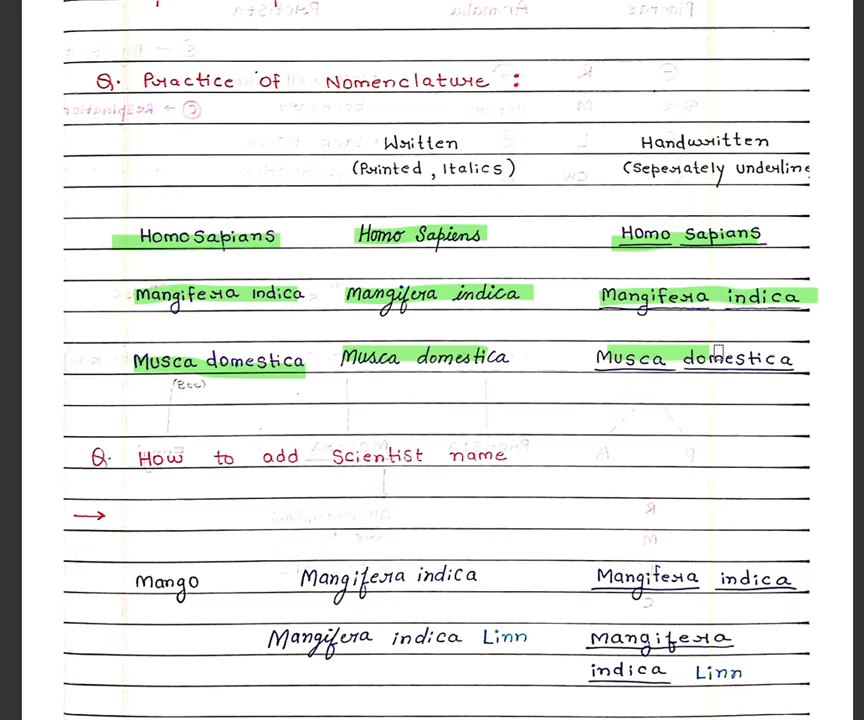 Q. Practice of Nomenclature :
Written Handwritten
(Printed, Italics) (Seperately underline
Homo Sapians Homo Sapiens Homo sapians
Mangifera Indica Mangifera indica Mangifera indica
Musca domestica Musca domestica Musca domestica
Q. How to add Scientist name
→
Mango Mangifera indica Mangifera indica
Mangifera indica Linn Mangifera
indica Linn